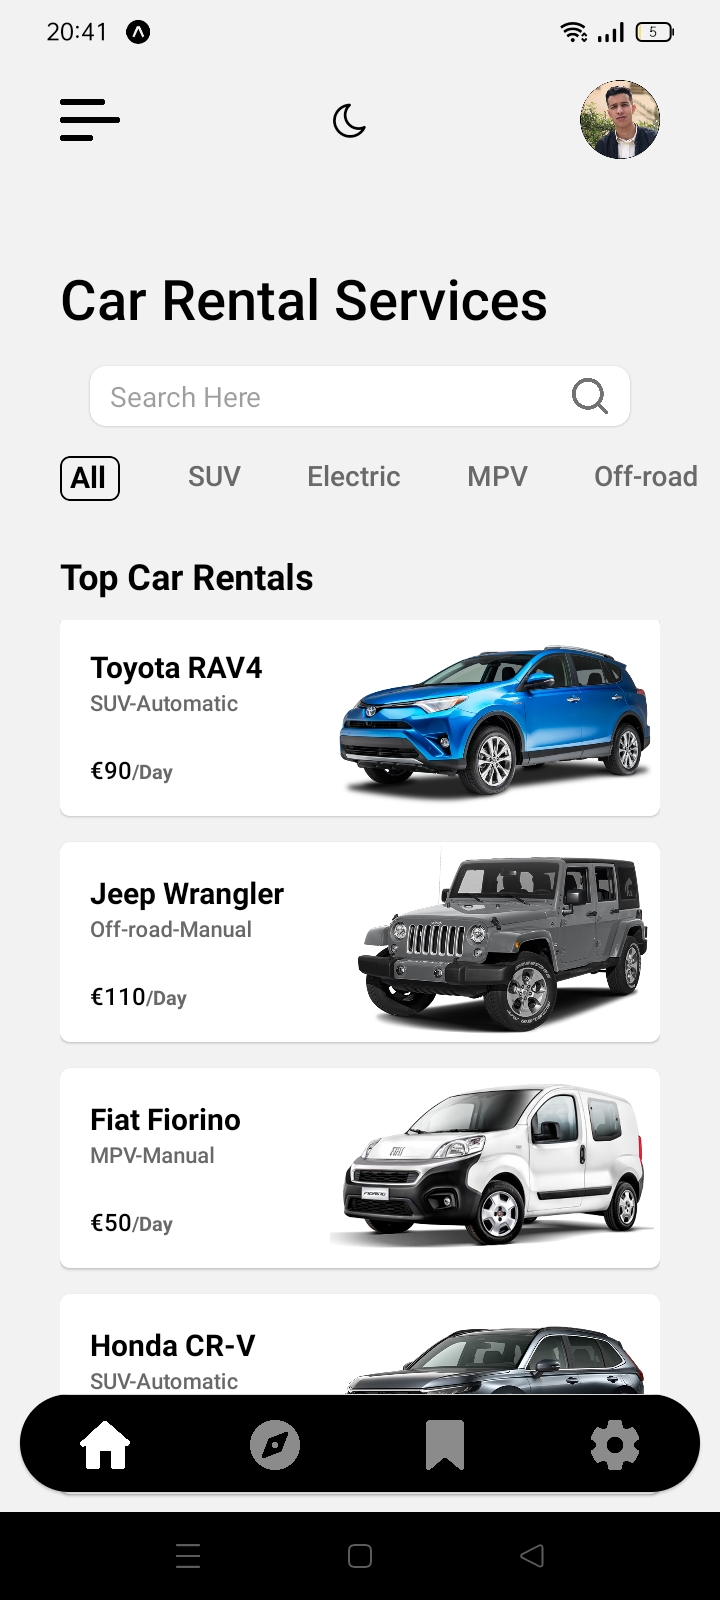 20:41
5
Car Rental Services
Search Here
All SUV Electric MPV Off-road
Top Car Rentals
Toyota RAV4
SUV-Automatic
€90/Day
Jeep Wrangler
Off-road-Manual
€110/Day
Fiat Fiorino
MPV-Manual
€50/Day
FIORINO
Honda CR-V
SUV-Automatic